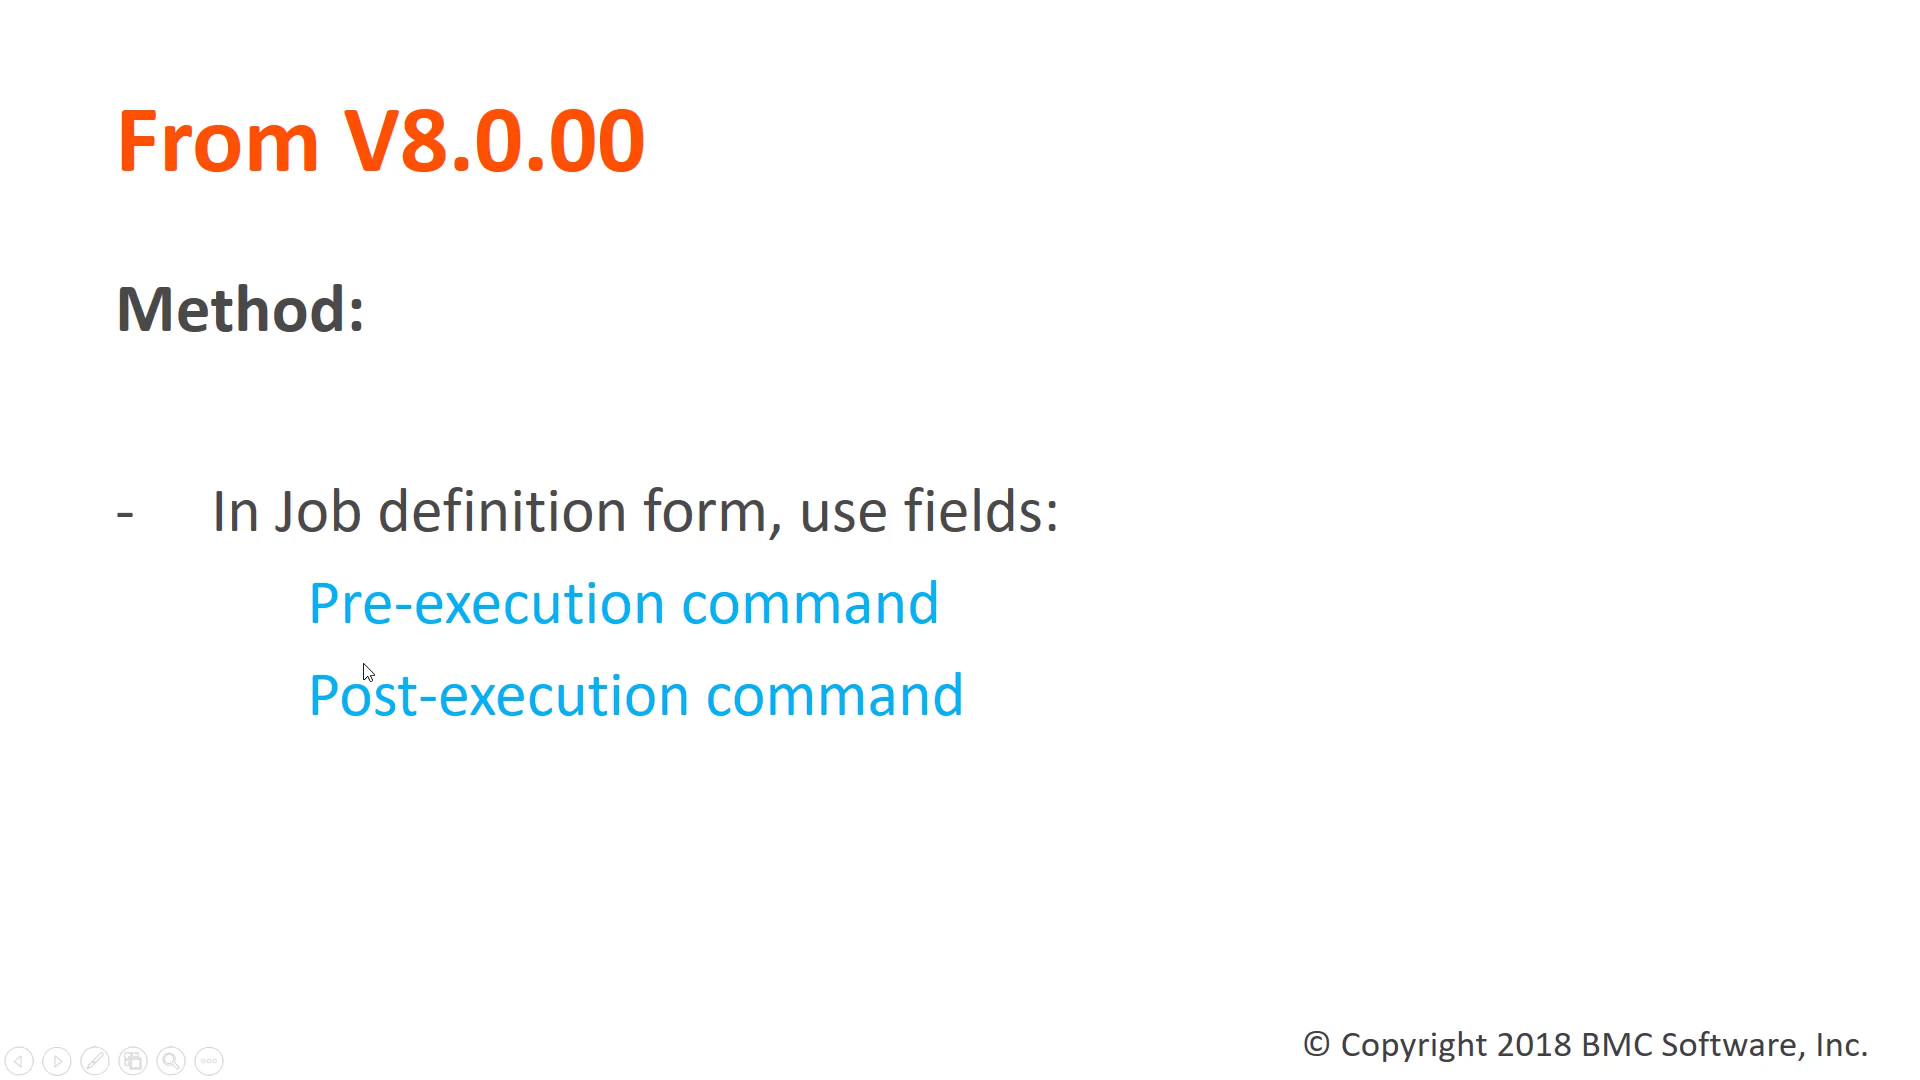 From V8.0.00
Method:
- In Job definition form, use fields:
Pre-execution command
Post-execution command
© Copyright 2018 BMC Software, Inc.